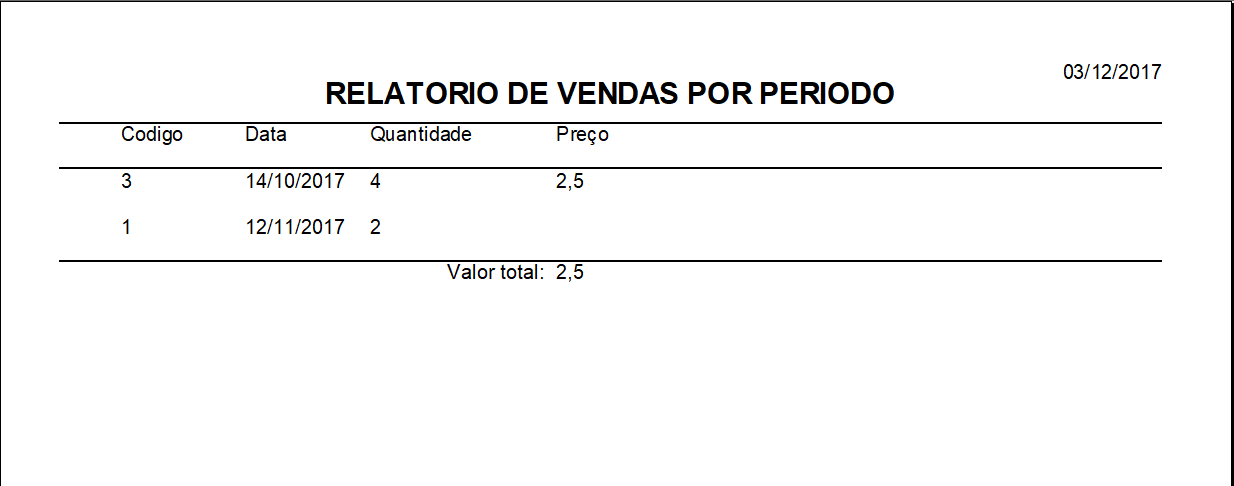 03/12/2017
RELATORIO DE VENDAS POR PERIODO
Codigo Data Quantidade Preço
3 14/10/2017 4 2,5
1 12/11/2017 2
Valor total: 2,5